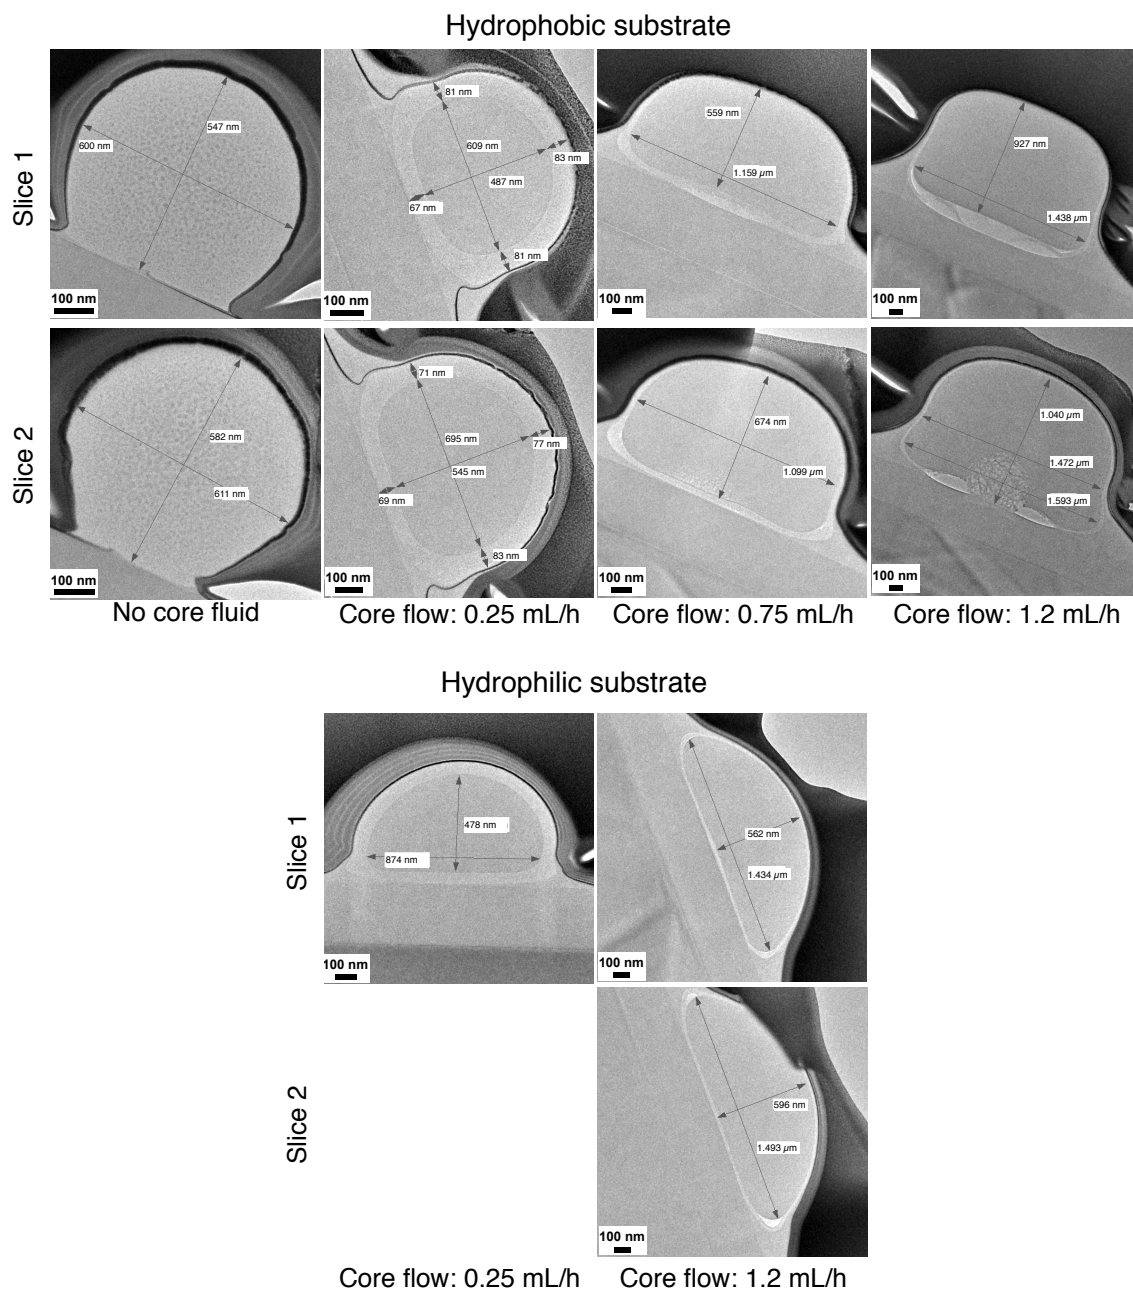 Hydrophobic substrate
Slice 1
547 nm
600 nm
100 nm
81 nm
609 nm
83 nm
487 nm
67 nm
81 nm
100 nm
559 nm
1.159 µm
100 nm
927 nm
1.438 µm
100 nm
Slice 2
582 nm
611 nm
100 nm
71 nm
695 nm
77 nm
545 nm
69 nm
83 nm
100 nm
674 nm
1.099 µm
100 nm
1.040 µm
1.472 µm
1.593 µm
100 nm
No core fluid
Core flow: 0.25 mL/h
Core flow: 0.75 mL/h
Core flow: 1.2 mL/h
Hydrophilic substrate
Slice 1
478 nm
874 nm
100 nm
562 nm
1.434 µm
100 nm
Slice 2
596 nm
1.493 µm
100 nm
Core flow: 0.25 mL/h
Core flow: 1.2 mL/h